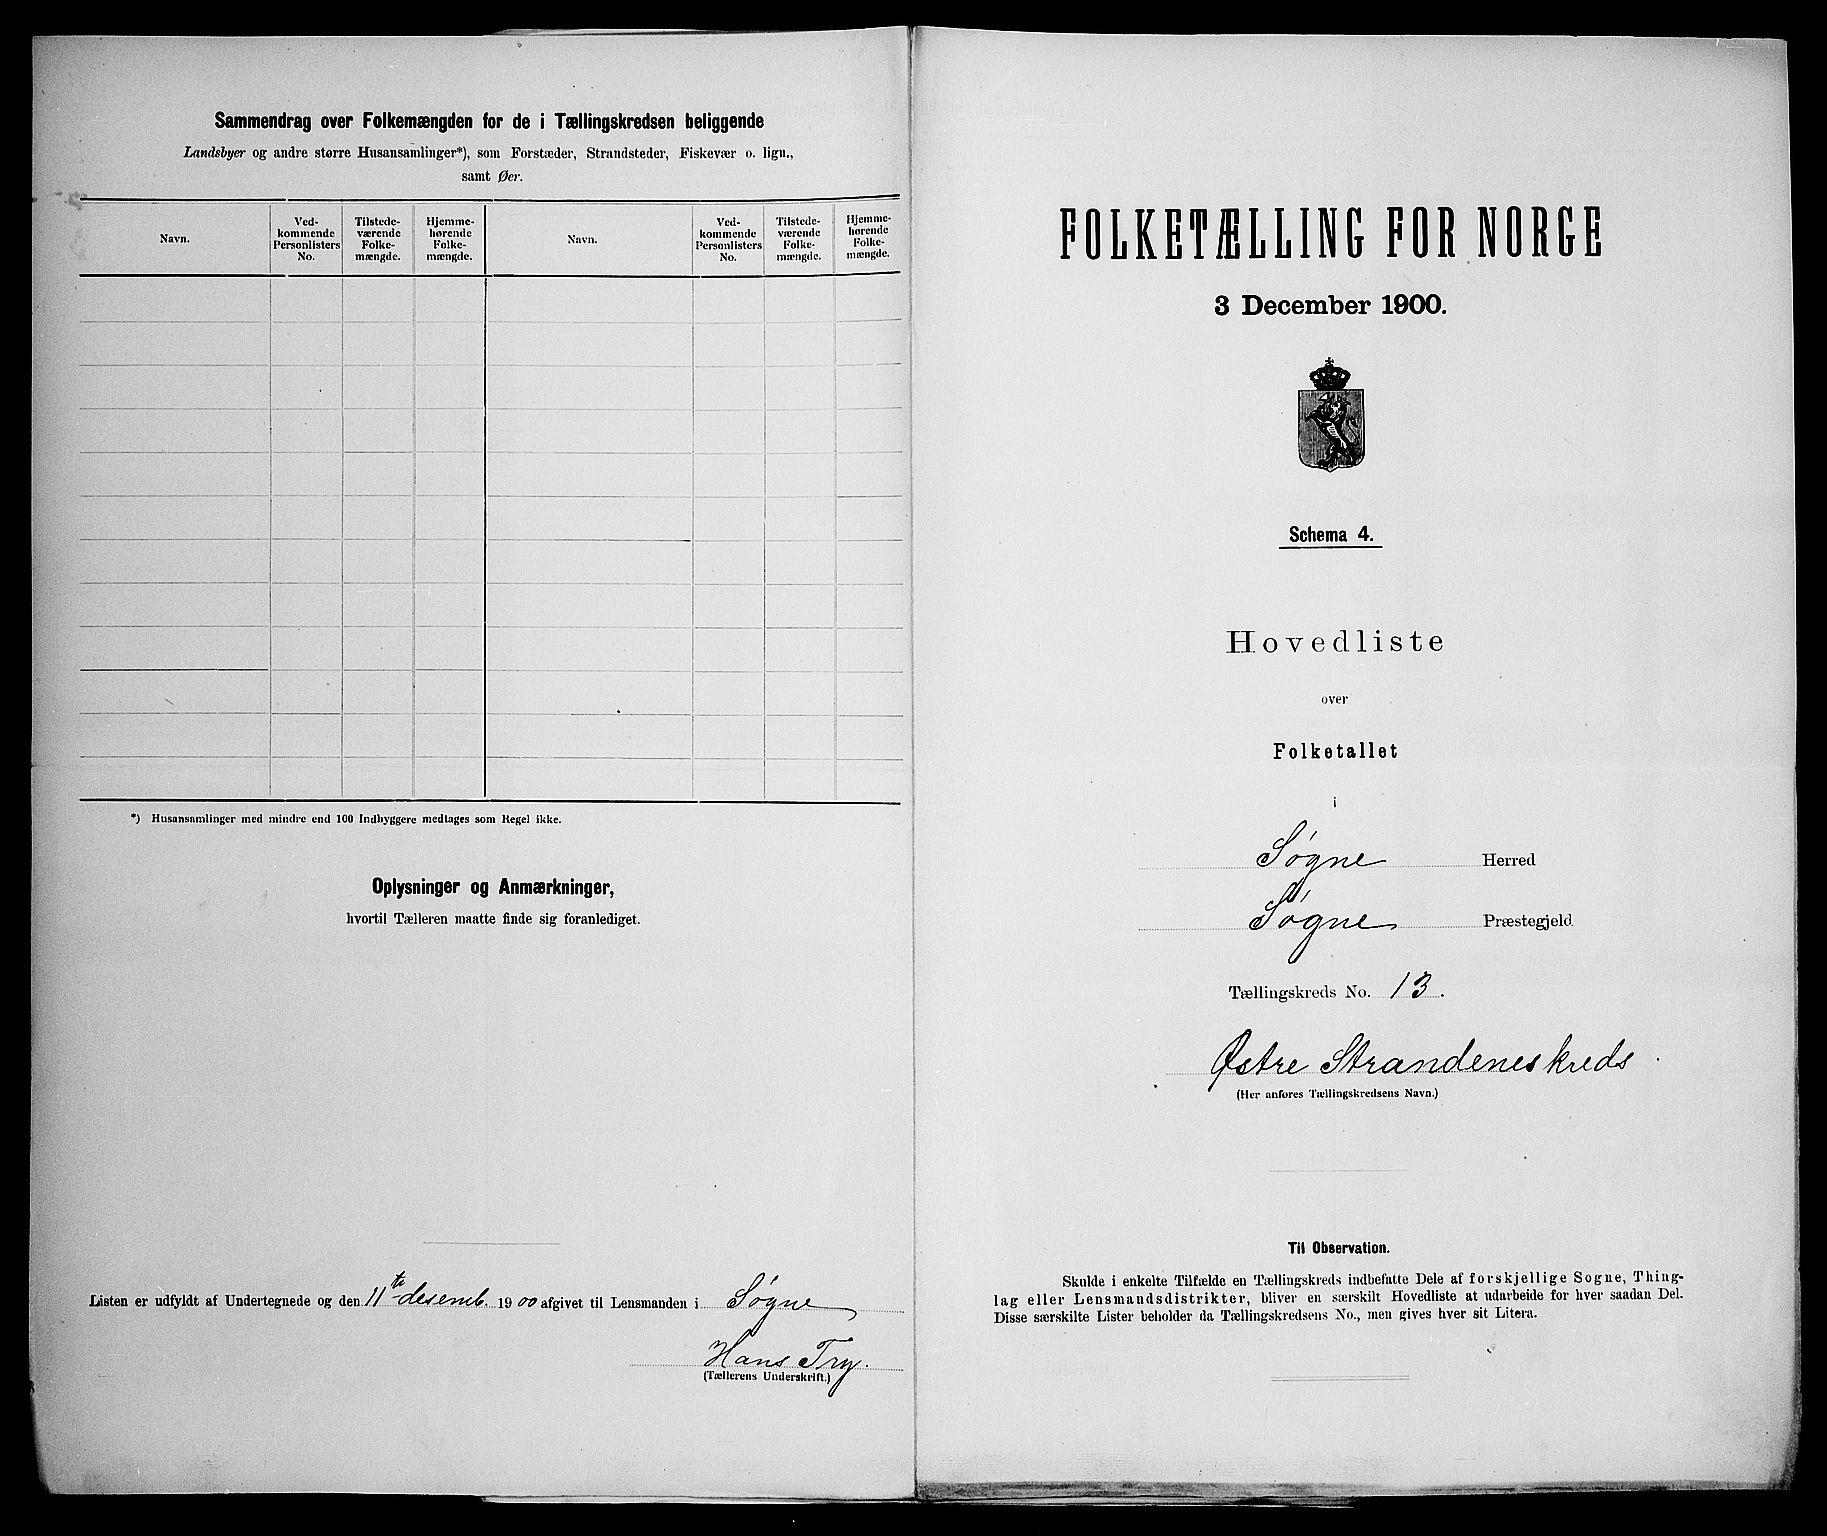 Sammendrag over Folkemængden for de i Tællingskredsen beliggende
Landsbyer og andre større Husansamlinger*), som Forstæder, Strandsteder, Fiskevær o. lign.,
samt Øer.
Navn.
Ved-
kommende
Personlisters
No.
Tilstede-
værende
Folke-
mængde.
Hjemme-
hørende
Folke-
mængde.
Navn.
Ved-
kommende
Personlisters
No.
Tilstede-
værende
Folke-
mængde.
Hjemme-
hørende
Folke-
mængde.
*) Husansamlinger med mindre end 100 Indbyggere medtages som Regel ikke.
Oplysninger og Anmærkninger,
hvortil Tælleren maatte finde sig foranlediget.
Listen er udfyldt af Undertegnede og den 11te desemb. 1900 afgivet til Lensmanden i Søgne
Hans Try.
(Tællerens Underskrift.)
FOLKETÆLLING FOR NORGE
3 December 1900.
Schema 4.
Hovedliste
over
Folketallet
i
Søgne Herred
Søgne Præstegjeld.
Tællingskreds No. 13.
Østre Strandeneskreds.
(Her anføres Tællingskredsens Navn.)
Til Observation.
Skulde i enkelte Tilfælde en Tællingskreds indbefatte Dele af forskjellige Sogne, Thing-
lag eller Lensmandsdistrikter, bliver en særskilt Hovedliste at udarbeide for hver saadan Del.
Disse særskilte Lister beholder da Tællingskredsens No., men gives hver sit Litera.